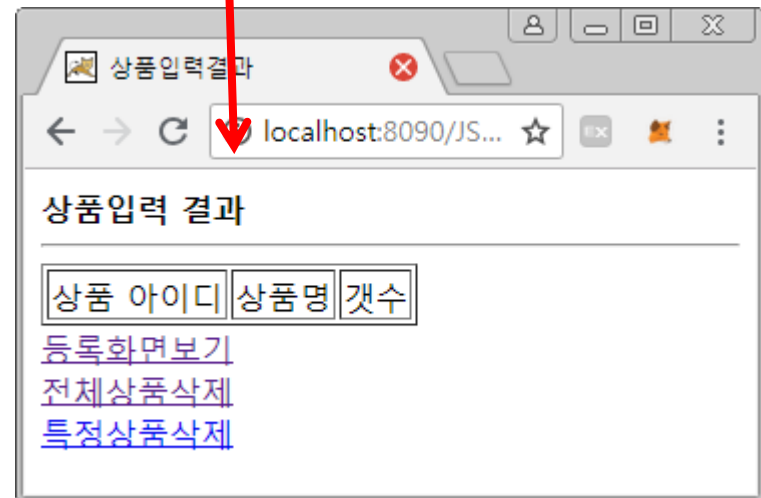 상품입력결과
localhost:8090/JS...
상품입력 결과
상품 아이디 상품명 갯수
등록화면보기
전체상품삭제
특정상품삭제